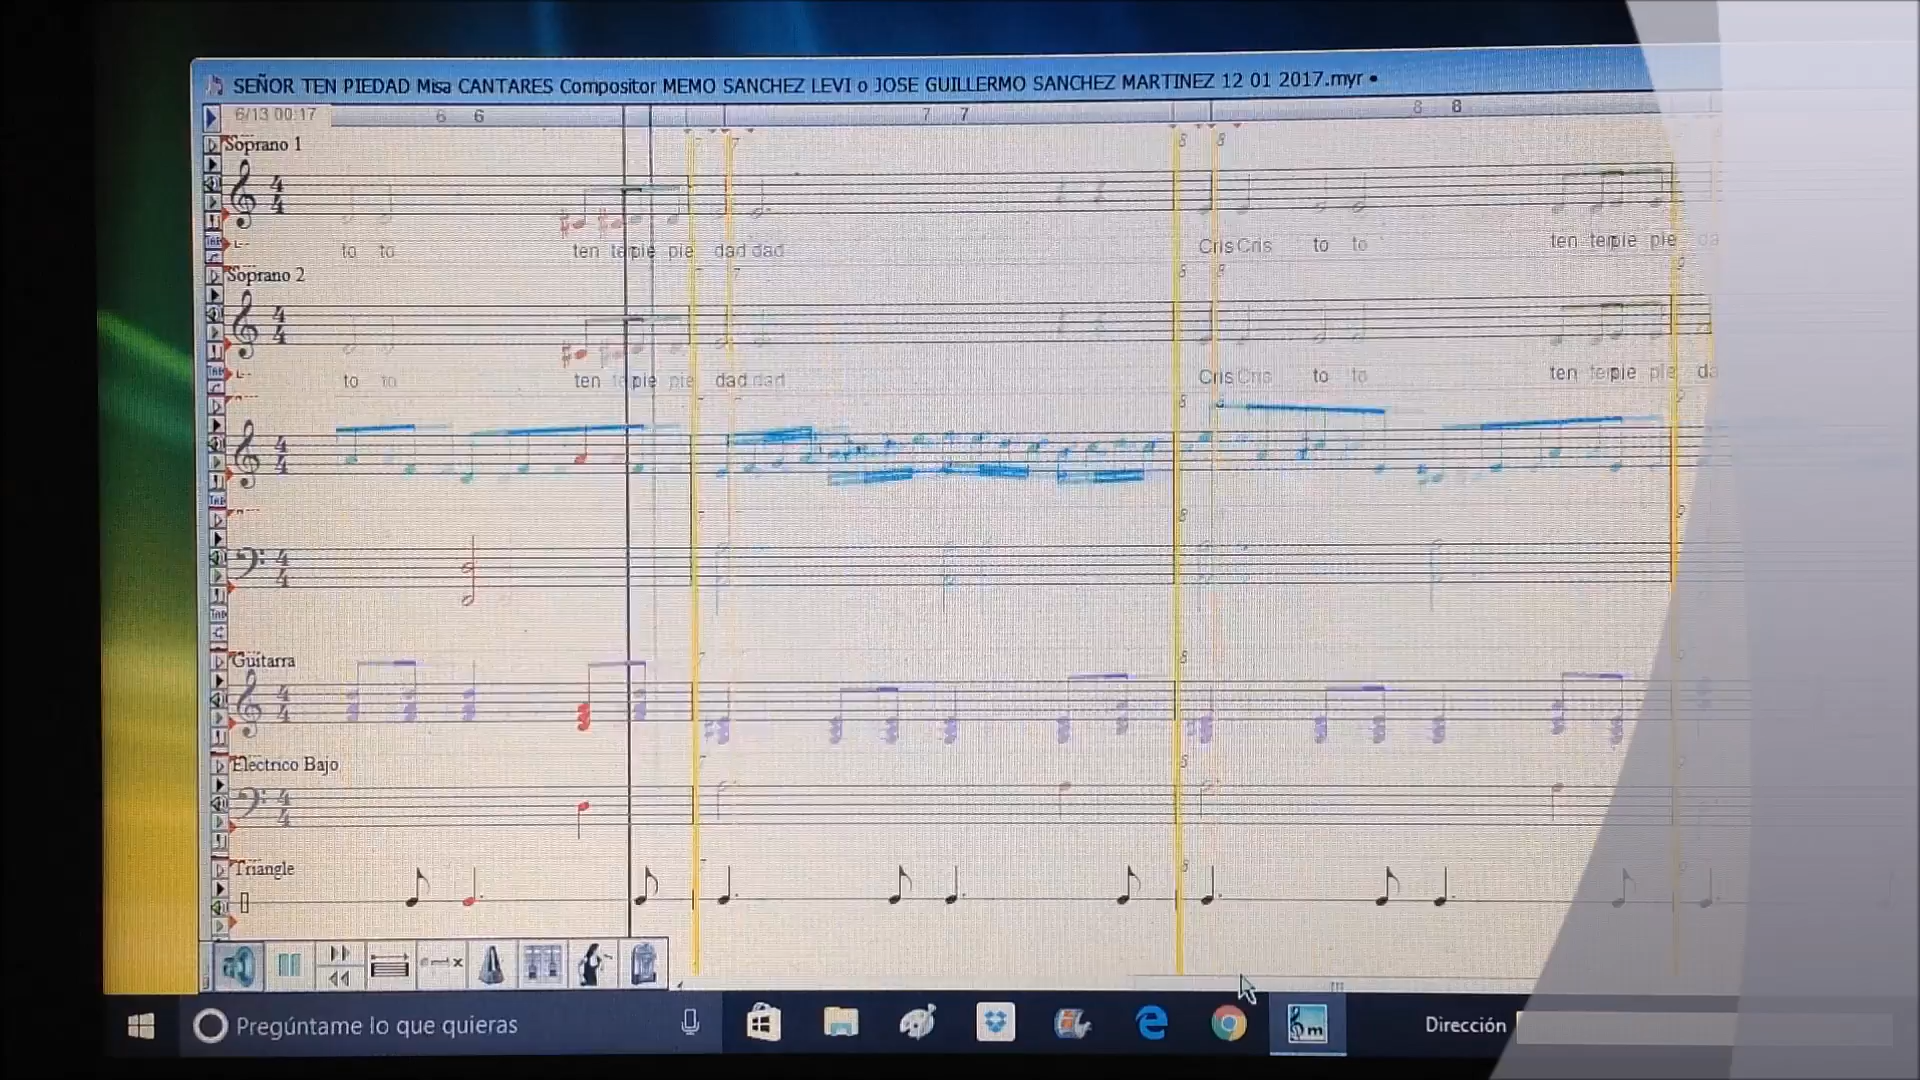 SEÑOR TEN PIEDAD Misa CANTARES Compositor MEMO SANCHEZ LEVI o JOSE GUILLERMO SANCHEZ MARTINEZ 12 01 2017.myr •
6/13 00:17 6 6 7 7 8 8
Soprano 1
to to ten te pie pie dad dad Cris Cris to to ten te pie pie da
Soprano 2
to to ten te pie pie dad dad Cris Cris to to ten te pie pie da
Guitarra
Electrico Bajo
Triangle
Pregúntame lo que quieras
Dirección